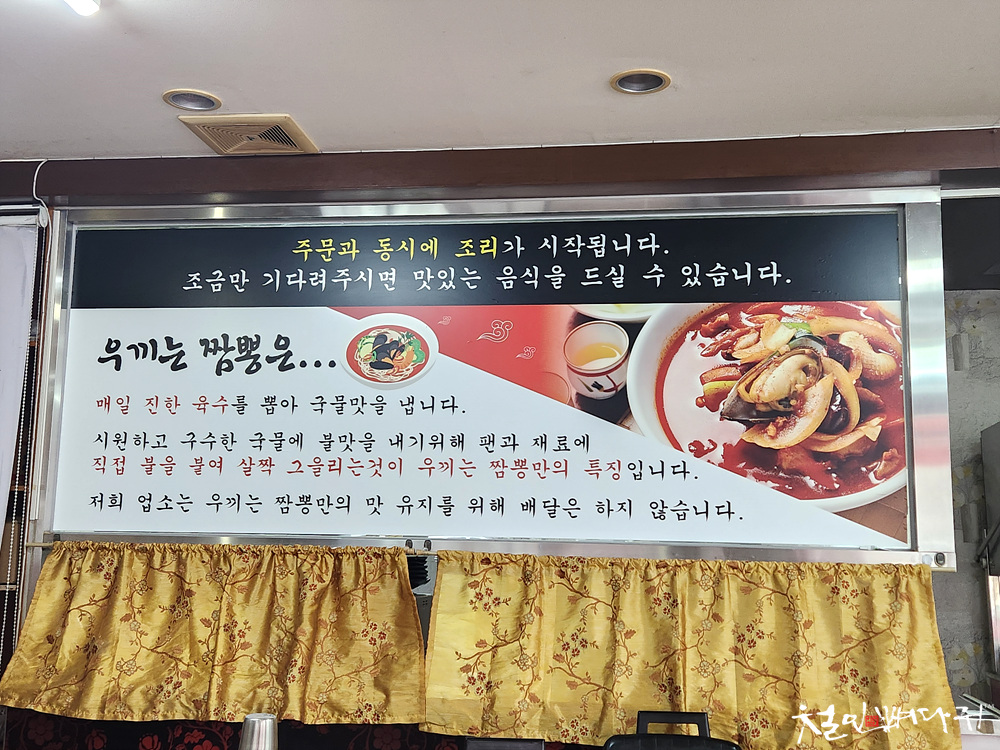 주문과 동시에 조리가 시작됩니다.
조금만 기다려주시면 맛있는 음식을 드실 수 있습니다.
우끼는 짬뽕은...
매일 진한 육수를 뽑아 국물맛을 냅니다.
시원하고 구수한 국물에 불맛을 내기위해 팬과 재료에
직접 불을 붙여 살짝 그을리는것이 우끼는 짬뽕만의 특징입니다.
저희 업소는 우끼는 짬뽕만의 맛 유지를 위해 배달은 하지 않습니다.